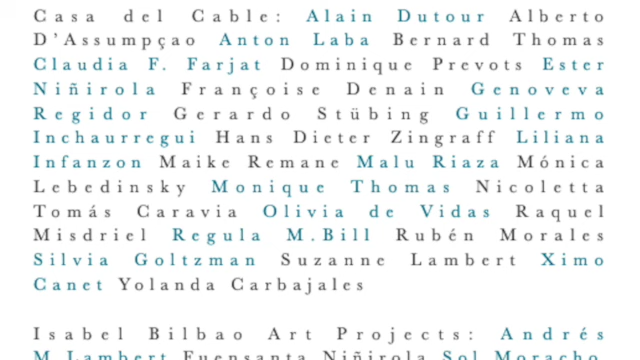 Casa del Cable: Alain Dutour Alberto
D'Assumpçao Anton Laba Bernard Thomas
Claudia F. Farjat Dominique Prevots Ester
Niñirola Françoise Denain Genoveva
Regidor Gerardo Stübing Guillermo
Inchaurregui Hans Dieter Zingraff Liliana
Infanzon Maike Remane Malu Riaza Mónica
Lebedinsky Monique Thomas Nicoletta
Tomás Caravia Olivia de Vidas Raquel
Misdriel Regula M.Bill Rubén Morales
Silvia Goltzman Suzanne Lambert Ximo
Canet Yolanda Carbajales
Isabel Bilbao Art Projects: Andrés
M.Lambert Fuensanta Niñirola Sol Moracho